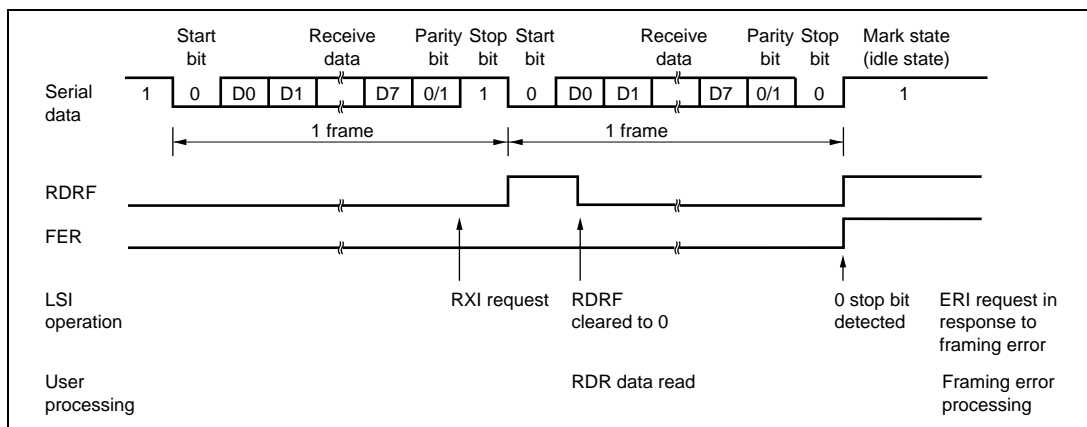 Start bit
Receive data
Parity bit
Stop bit
Start bit
Receive data
Parity bit
Stop bit
Mark state (idle state)
Serial data
1 0 D0 D1 D7 0/1 1 0 D0 D1 D7 0/1 0 1
1 frame
1 frame
RDRF
FER
LSI operation
RXI request
RDRF cleared to 0
0 stop bit detected
ERI request in response to framing error
User processing
RDR data read
Framing error processing